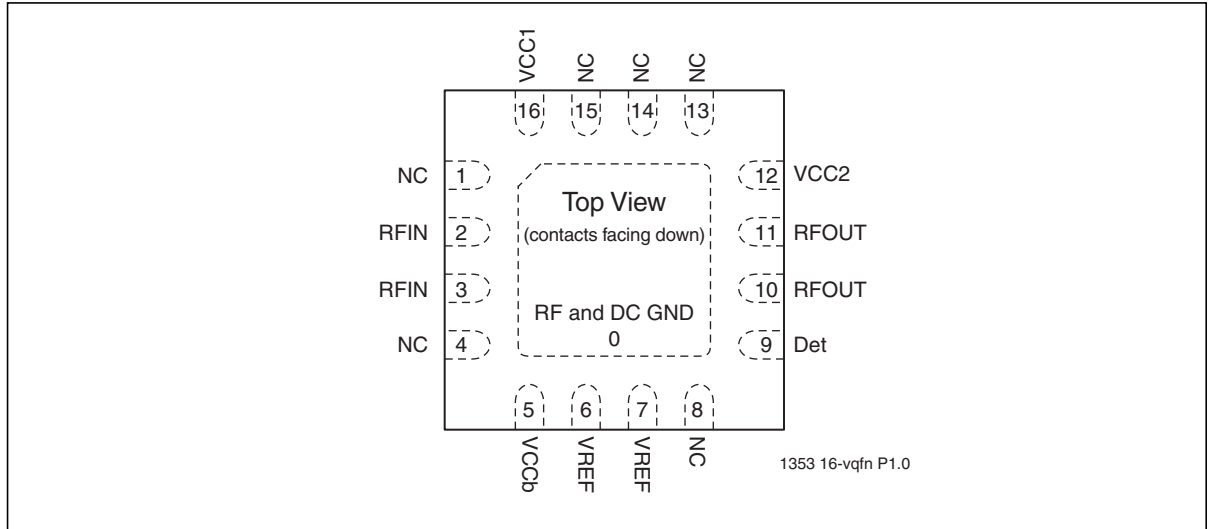 VCC1 NC NC NC
16 15 14 13
NC 1
12 VCC2
Top View
RFIN 2
(contacts facing down)
11 RFOUT
RFIN 3
10 RFOUT
RF and DC GND
0
NC 4
9 Det
5 6 7 8
VCCb VREF VREF NC
1353 16-vqfn P1.0